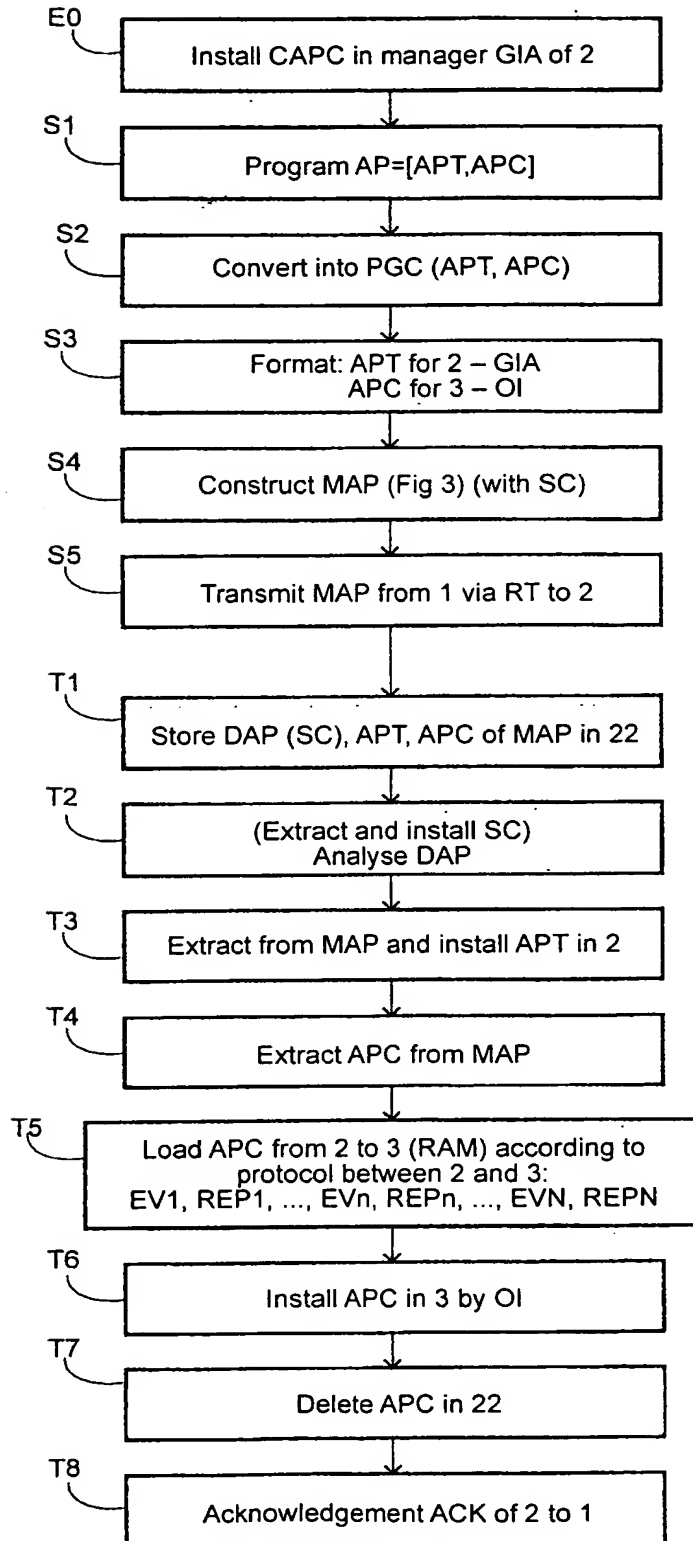 E0
Install CAPC in manager GIA of 2
S1
Program AP=[APT,APC]
S2
Convert into PGC (APT, APC)
S3
Format: APT for 2 – GIA
APC for 3 – OI
S4
Construct MAP (Fig 3) (with SC)
S5
Transmit MAP from 1 via RT to 2
T1
Store DAP (SC), APT, APC of MAP in 22
T2
(Extract and install SC)
Analyse DAP
T3
Extract from MAP and install APT in 2
T4
Extract APC from MAP
T5
Load APC from 2 to 3 (RAM) according to
protocol between 2 and 3:
EV1, REP1, ..., EVn, REPn, ..., EVN, REPN
T6
Install APC in 3 by OI
T7
Delete APC in 22
T8
Acknowledgement ACK of 2 to 1